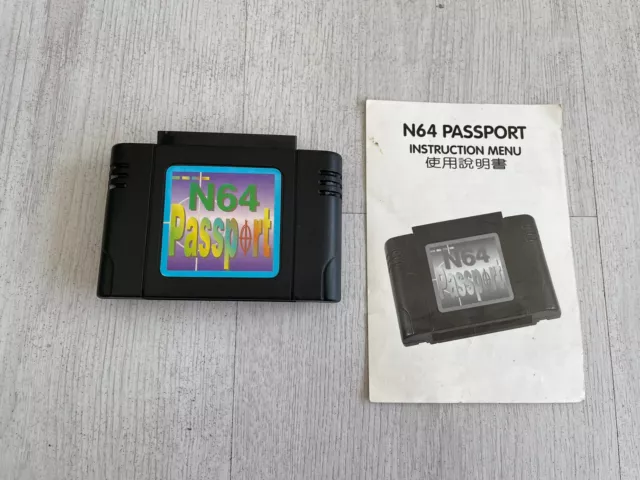 N64
Passport
N64 PASSPORT
INSTRUCTION MENU
使用說明書
N64
Passport